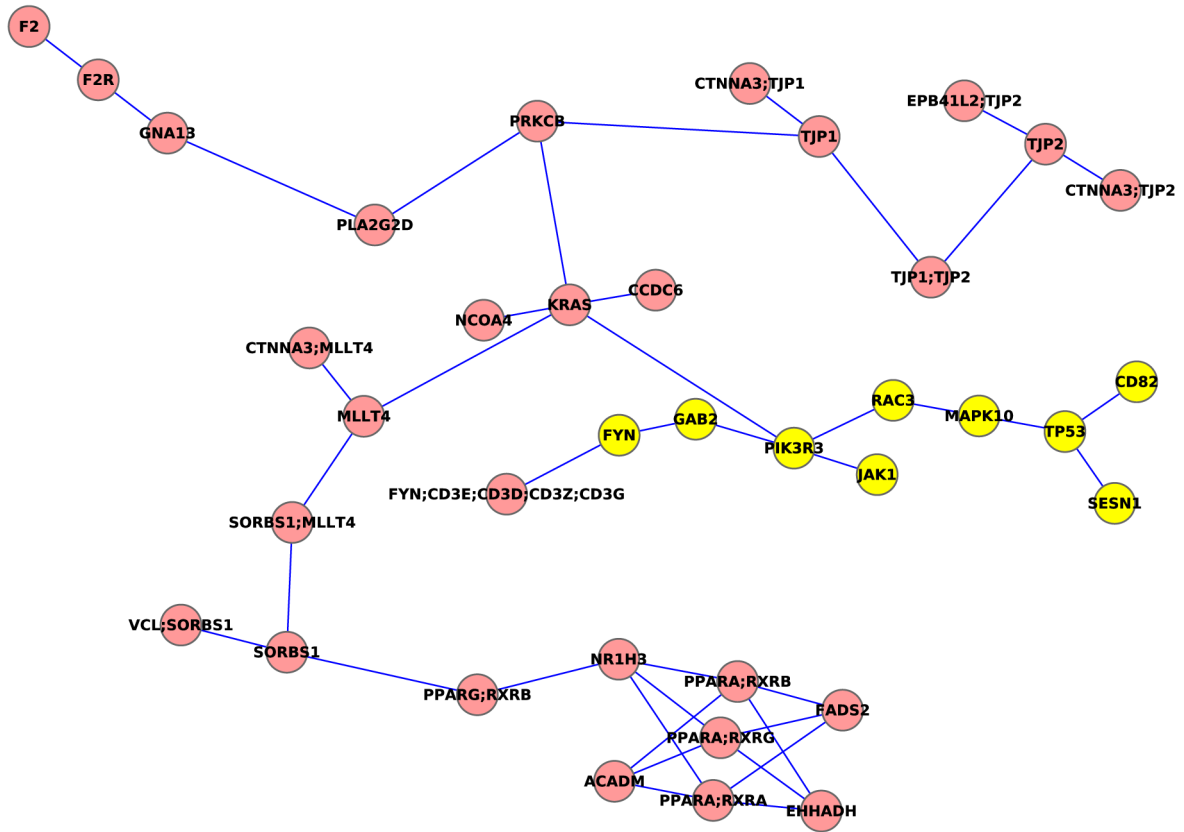 F2
F2R
CTNNA3;TJP1
EPB41L2;TJP2
PRKCB
GNA13
TJP1
TJP2
CTNNA3;TJP2
PLA2G2D
TJP1;TJP2
CCDC6
KRAS
NCOA4
CTNNA3;MLLT4
CD82
RAC3
MLLT4
MAPK10
GAB2
TP53
FYN
PIK3R3
JAK1
FYN;CD3E;CD3D;CD3Z;CD3G
SESN1
SORBS1;MLLT4
VCL;SORBS1
SORBS1
NR1H3
PPARA;RXRB
PPARG;RXRB
FADS2
PPARA;RXRG
ACADM
PPARA;RXRA
EHHADH